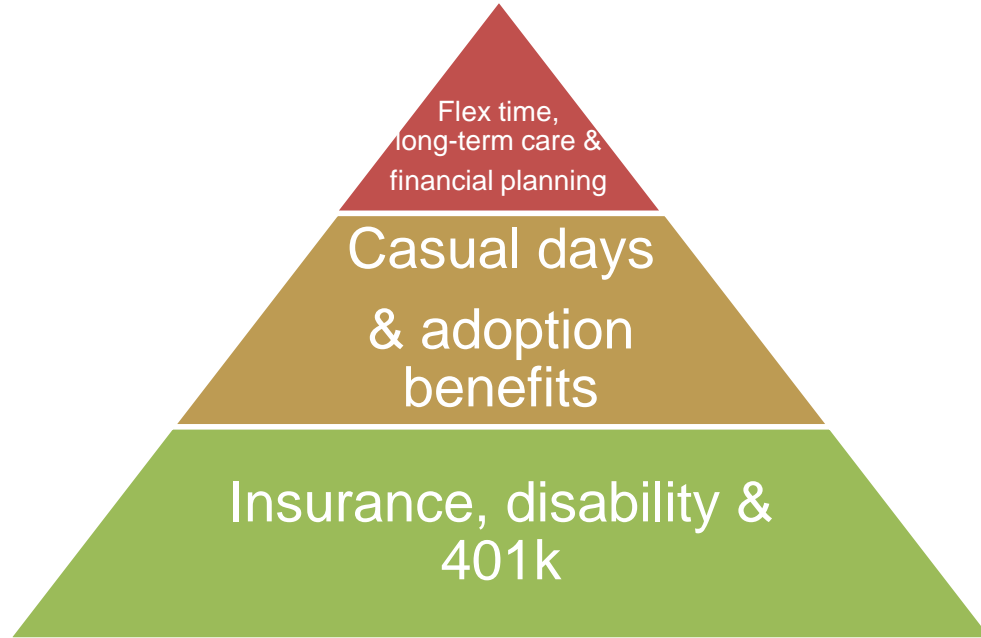 Flex time,
long-term care &
financial planning
Casual days
& adoption
benefits
Insurance, disability &
401k